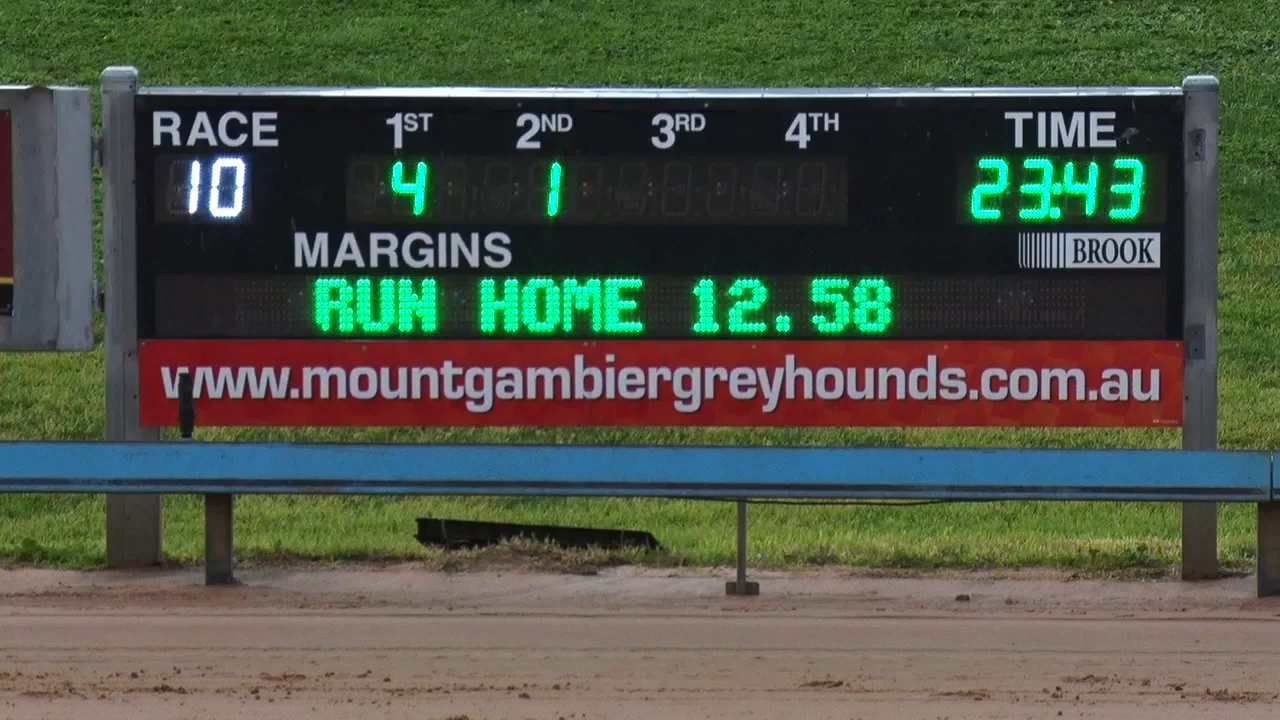 RACE 1ST 2ND 3RD 4TH TIME
10 4 1 23:43
MARGINS BROOK
RUN HOME 12.58
www.mountgambiergreyhounds.com.au